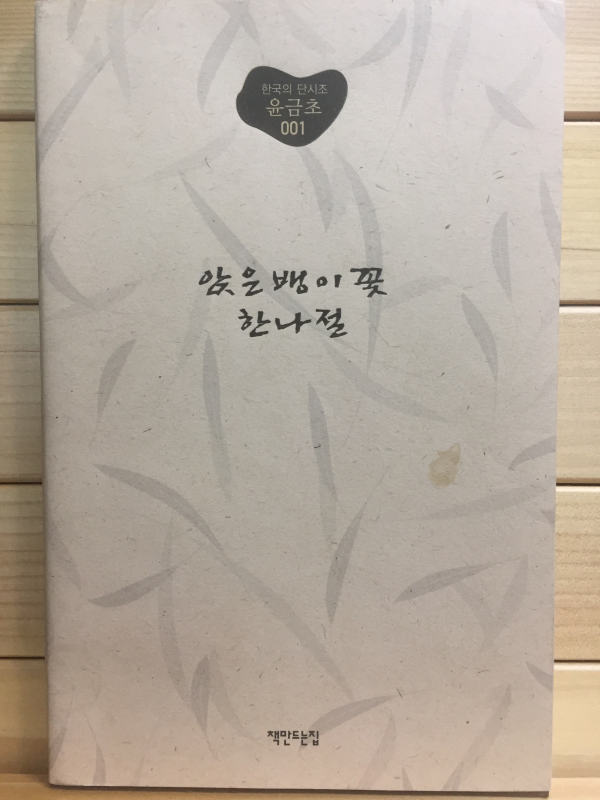 한국의 단시조
윤금초
001
앉은뱅이꽃
한나절
책만드는집